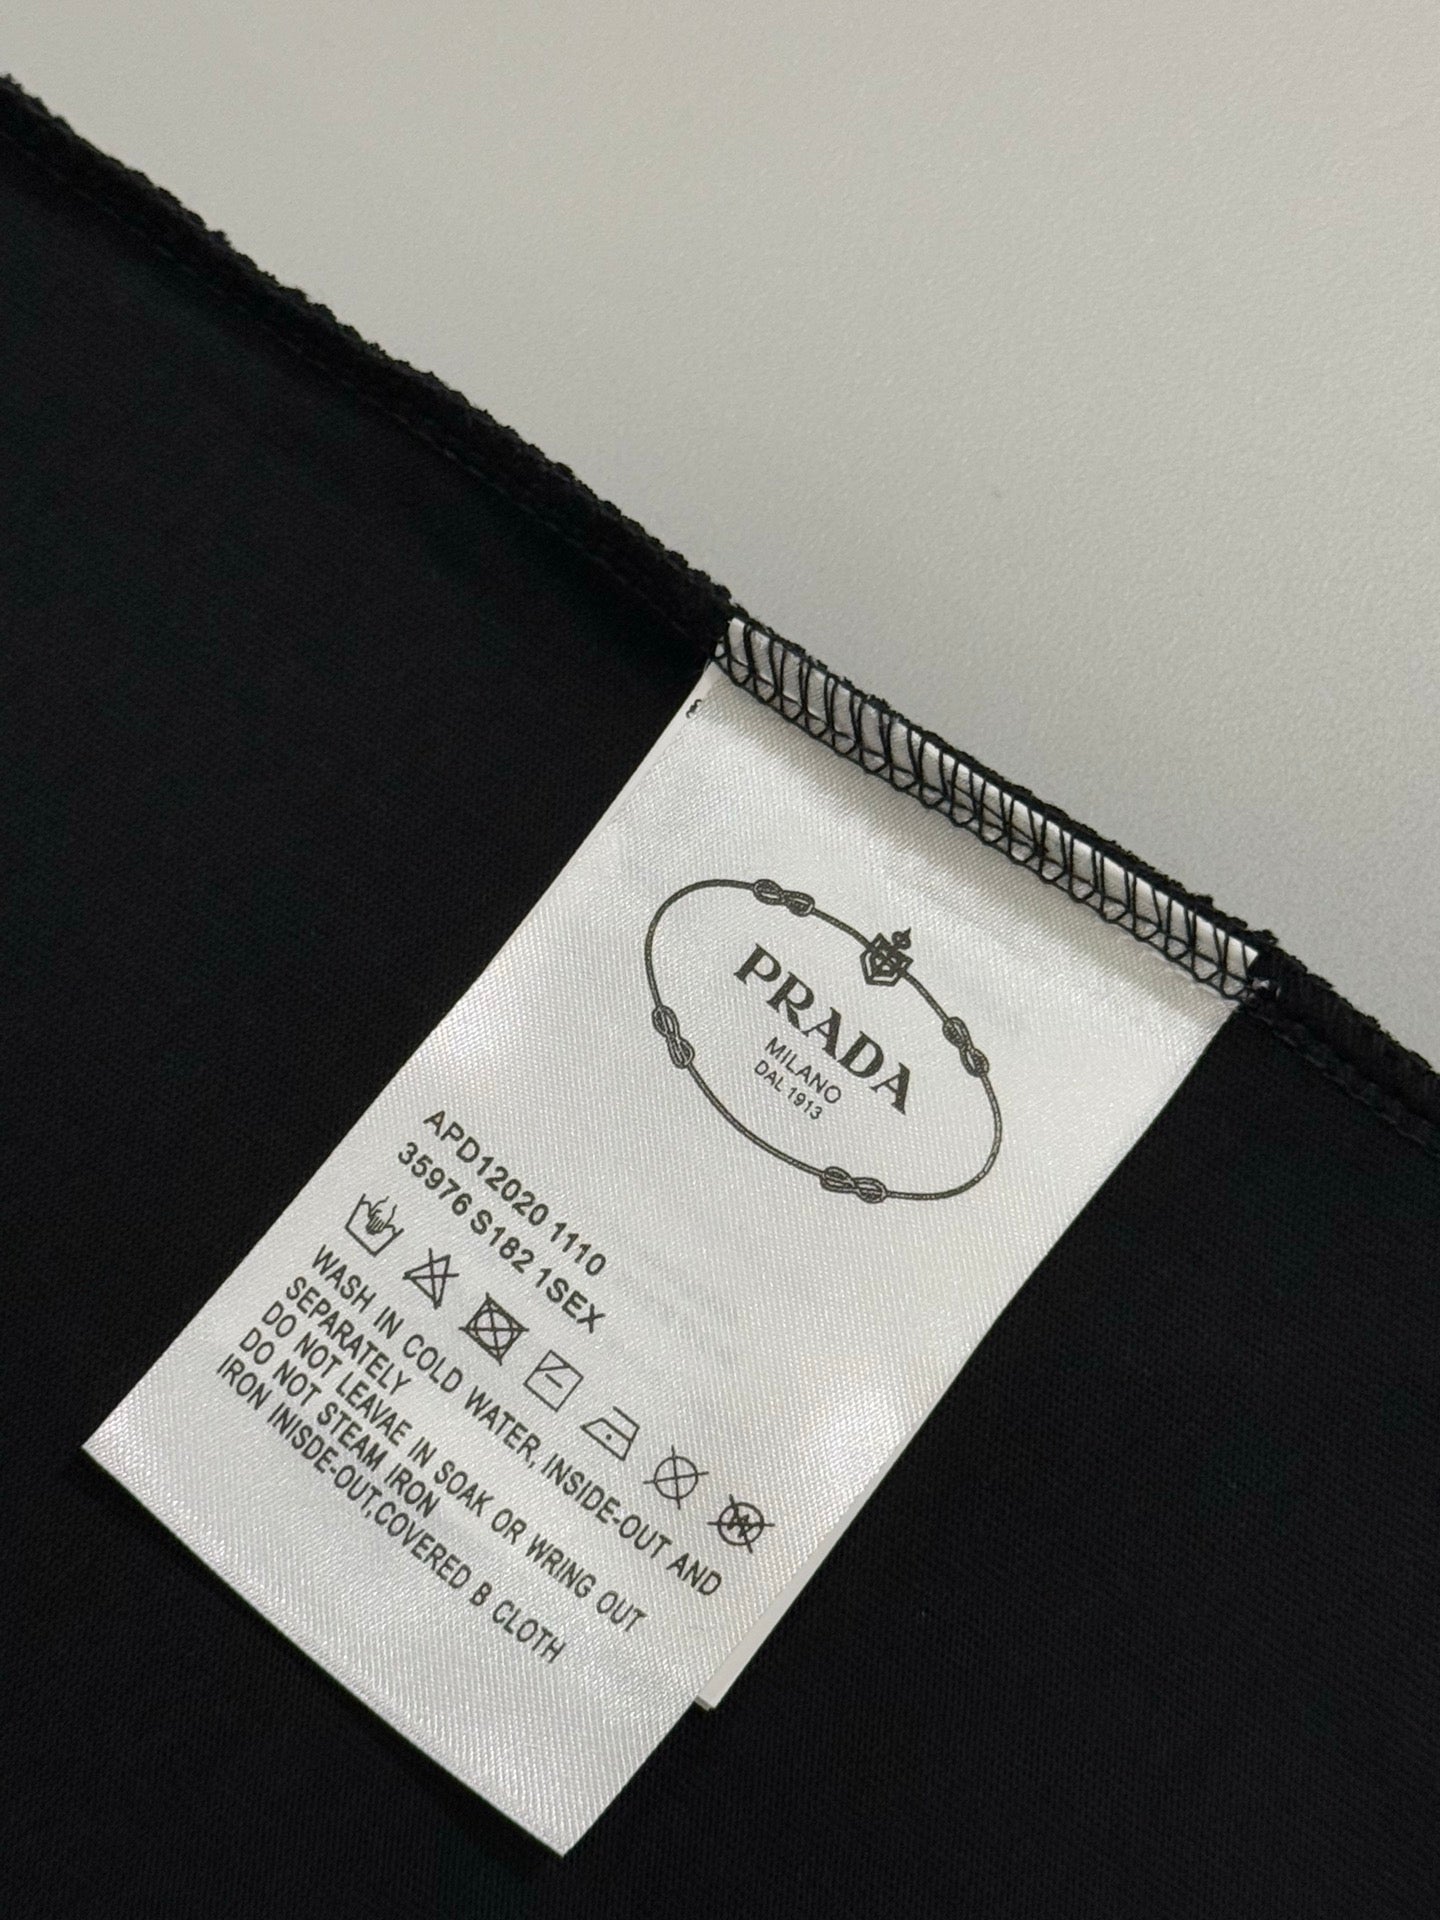 PRADA
MILANO
DAL 1913
APD12020 1110
35976 S182 1SEX
WASH IN COLD WATER, INSIDE-OUT AND
SEPARATELY
DO NOT LEAVAE IN SOAK OR WRING OUT
DO NOT STEAM IRON
IRON INISDE-OUT,COVERED B CLOTH